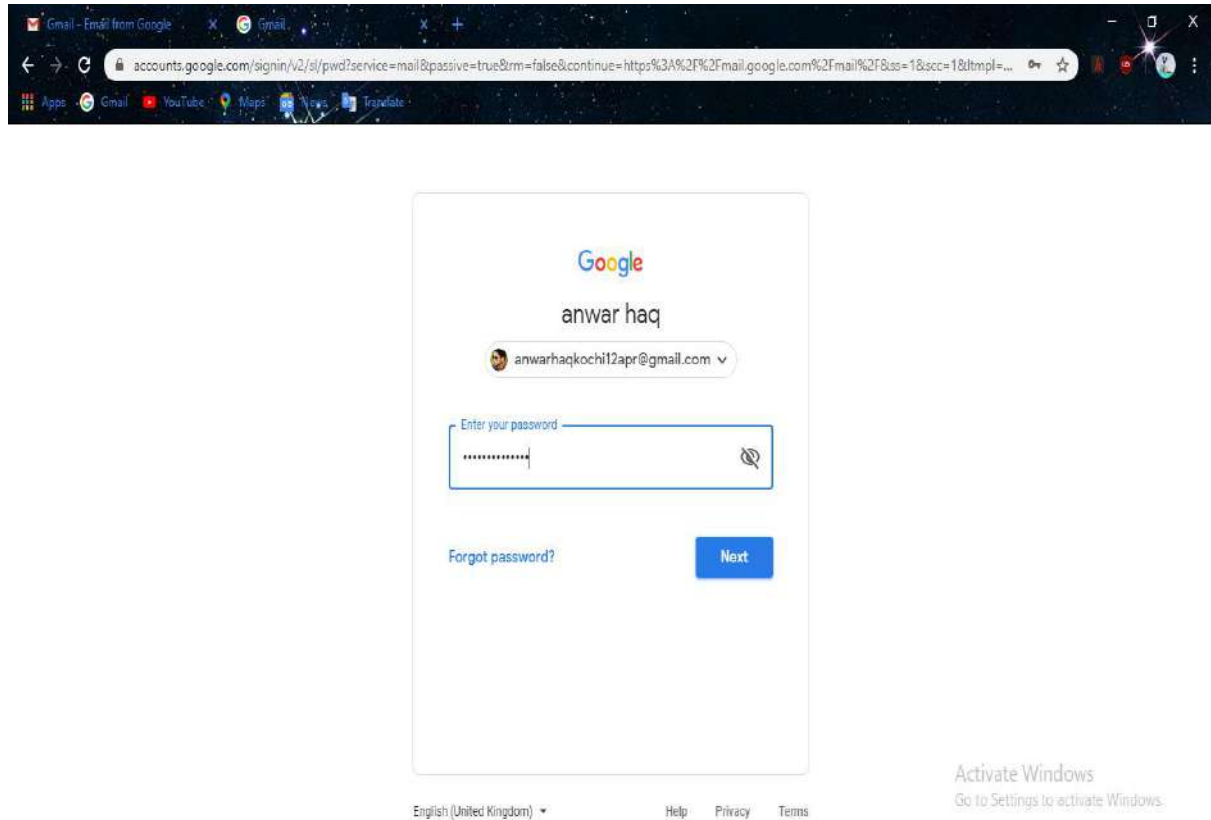 Gmail - Email from Google
Gmail
accounts.google.com/signin/v2/sl/pwd?service=mail&passive=true&rm=false&continue=https%3A%2F%2Fmail.google.com%2Fmail%2F&ss=1&scc=1&ltmpl=...
Apps Gmail YouTube Maps News Translate
Google
anwar haq
anwarhaqkochi12apr@gmail.com
Enter your password
••••••••••••••
Forgot password? Next
Activate Windows
Go to Settings to activate Windows.
English (United Kingdom) Help Privacy Terms